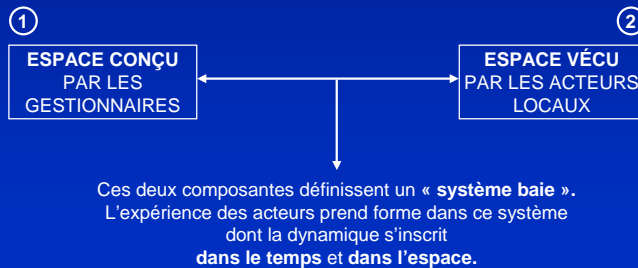 1
2
ESPACE CONÇU
PAR LES
GESTIONNAIRES
ESPACE VÉCU
PAR LES ACTEURS
LOCAUX
Ces deux composantes définissent un « système baie ».
L'expérience des acteurs prend forme dans ce système
dont la dynamique s'inscrit
dans le temps et dans l'espace.